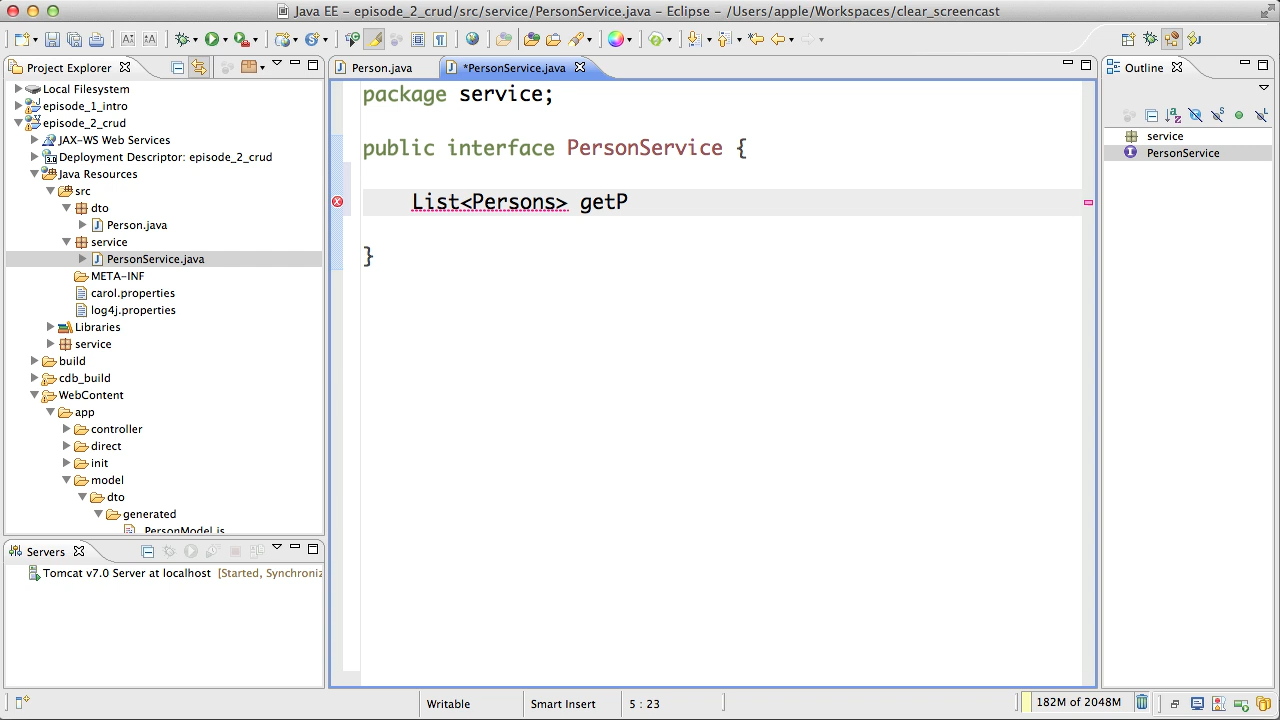 Java EE – episode_2_crud/src/service/PersonService.java – Eclipse – /Users/apple/Workspaces/clear_screencast
Project Explorer
Local Filesystem
episode_1_intro
episode_2_crud
JAX-WS Web Services
Deployment Descriptor: episode_2_crud
Java Resources
src
dto
Person.java
service
PersonService.java
META-INF
carol.properties
log4j.properties
Libraries
service
build
cdb_build
WebContent
app
controller
direct
init
model
dto
generated
PersonModel.js
Servers
Tomcat v7.0 Server at localhost [Started, Synchroniz
Person.java
*PersonService.java
package service;
public interface PersonService {
List<Persons> getP
}
Outline
service
PersonService
Writable
Smart Insert
5 : 23
182M of 2048M